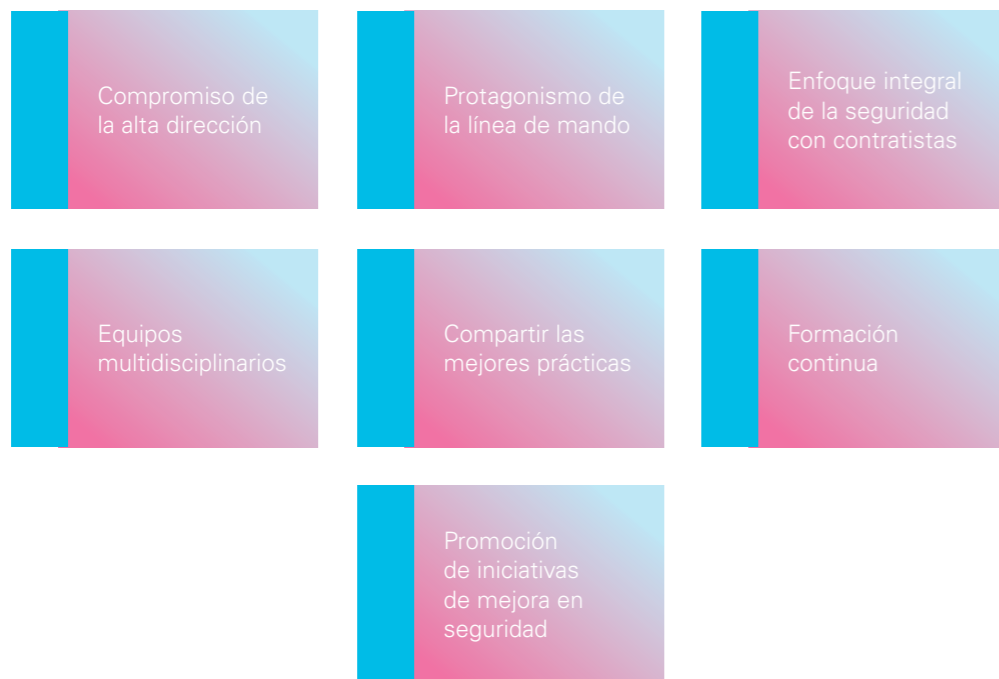 Compromiso de
la alta dirección
Protagonismo de
la línea de mando
Enfoque integral
de la seguridad
con contratistas
Equipos
multidisciplinarios
Compartir las
mejores prácticas
Formación
continua
Promoción
de iniciativas
de mejora en
seguridad